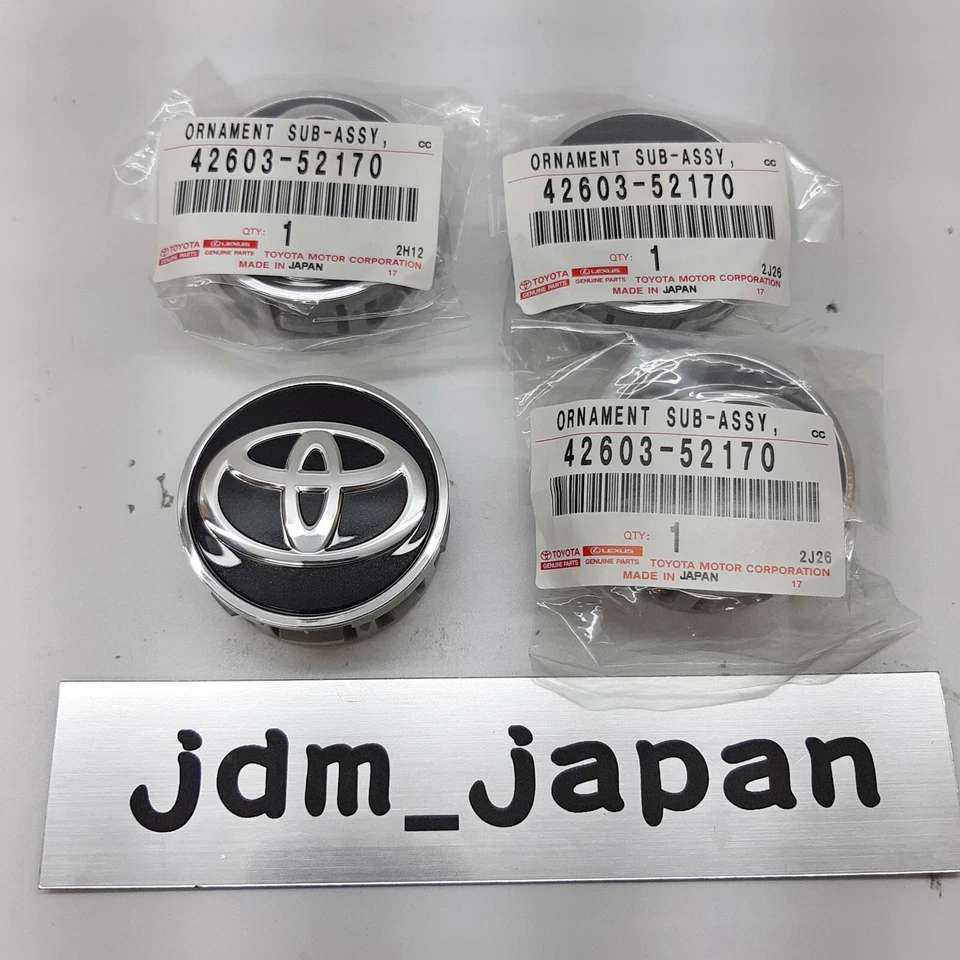 ORNAMENT SUB-ASSY,
CC
42603-52170
QTY: 1
2H12
TOYOTA LEXUS
GENUINE PARTS GENUINE PARTS TOYOTA MOTOR CORPORATION
MADE IN JAPAN 17
ORNAMENT SUB-ASSY,
CC
42603-52170
QTY: 1
2J26
TOYOTA LEXUS
GENUINE PARTS GENUINE PARTS TOYOTA MOTOR CORPORATION
MADE IN JAPAN 17
ORNAMENT SUB-ASSY,
CC
42603-52170
QTY: 1
2J26
TOYOTA LEXUS
GENUINE PARTS GENUINE PARTS TOYOTA MOTOR CORPORATION
MADE IN JAPAN 17
jdm_japan